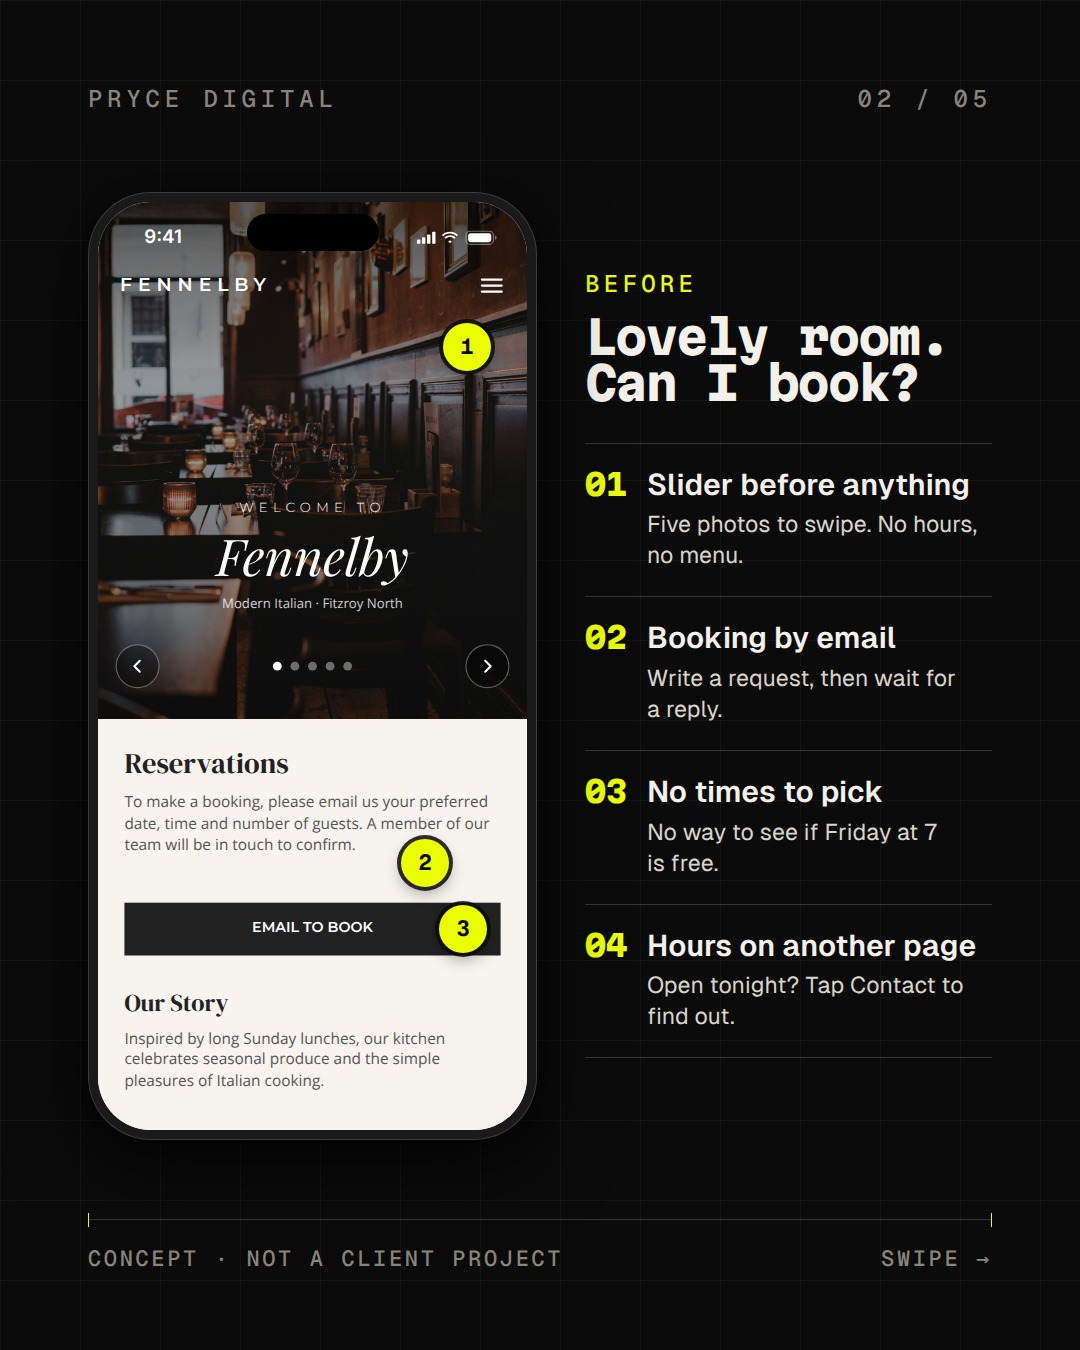 PRYCE DIGITAL
02 / 05
9:41
FENNELBY
1
WELCOME TO
Fennelby
Modern Italian · Fitzroy North
Reservations
To make a booking, please email us your preferred
date, time and number of guests. A member of our
team will be in touch to confirm.
2
EMAIL TO BOOK
3
Our Story
Inspired by long Sunday lunches, our kitchen
celebrates seasonal produce and the simple
pleasures of Italian cooking.
BEFORE
Lovely room.
Can I book?
01 Slider before anything
Five photos to swipe. No hours,
no menu.
02 Booking by email
Write a request, then wait for
a reply.
03 No times to pick
No way to see if Friday at 7
is free.
04 Hours on another page
Open tonight? Tap Contact to
find out.
CONCEPT · NOT A CLIENT PROJECT
SWIPE →